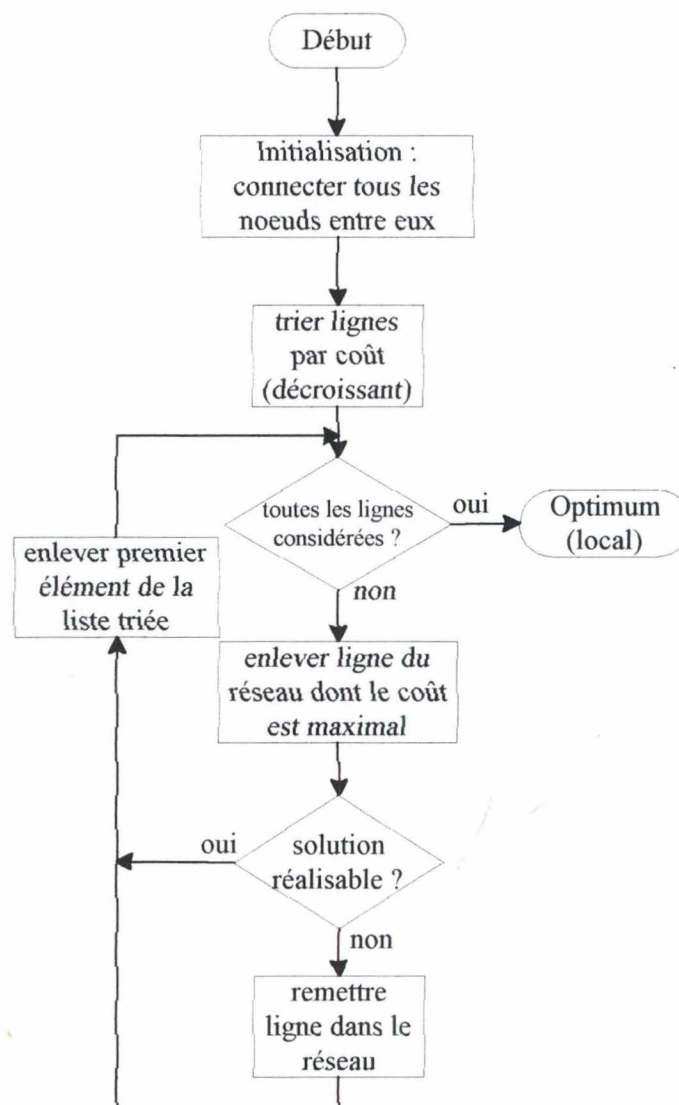 Début
Initialisation :
connecter tous les
noeuds entre eux
trier lignes
par coût
(décroissant)
toutes les lignes
considérées ?
oui
Optimum
(local)
non
enlever premier
élément de la
liste triée
enlever ligne du
réseau dont le coût
est maximal
solution
réalisable ?
oui
non
remettre
ligne dans le
réseau